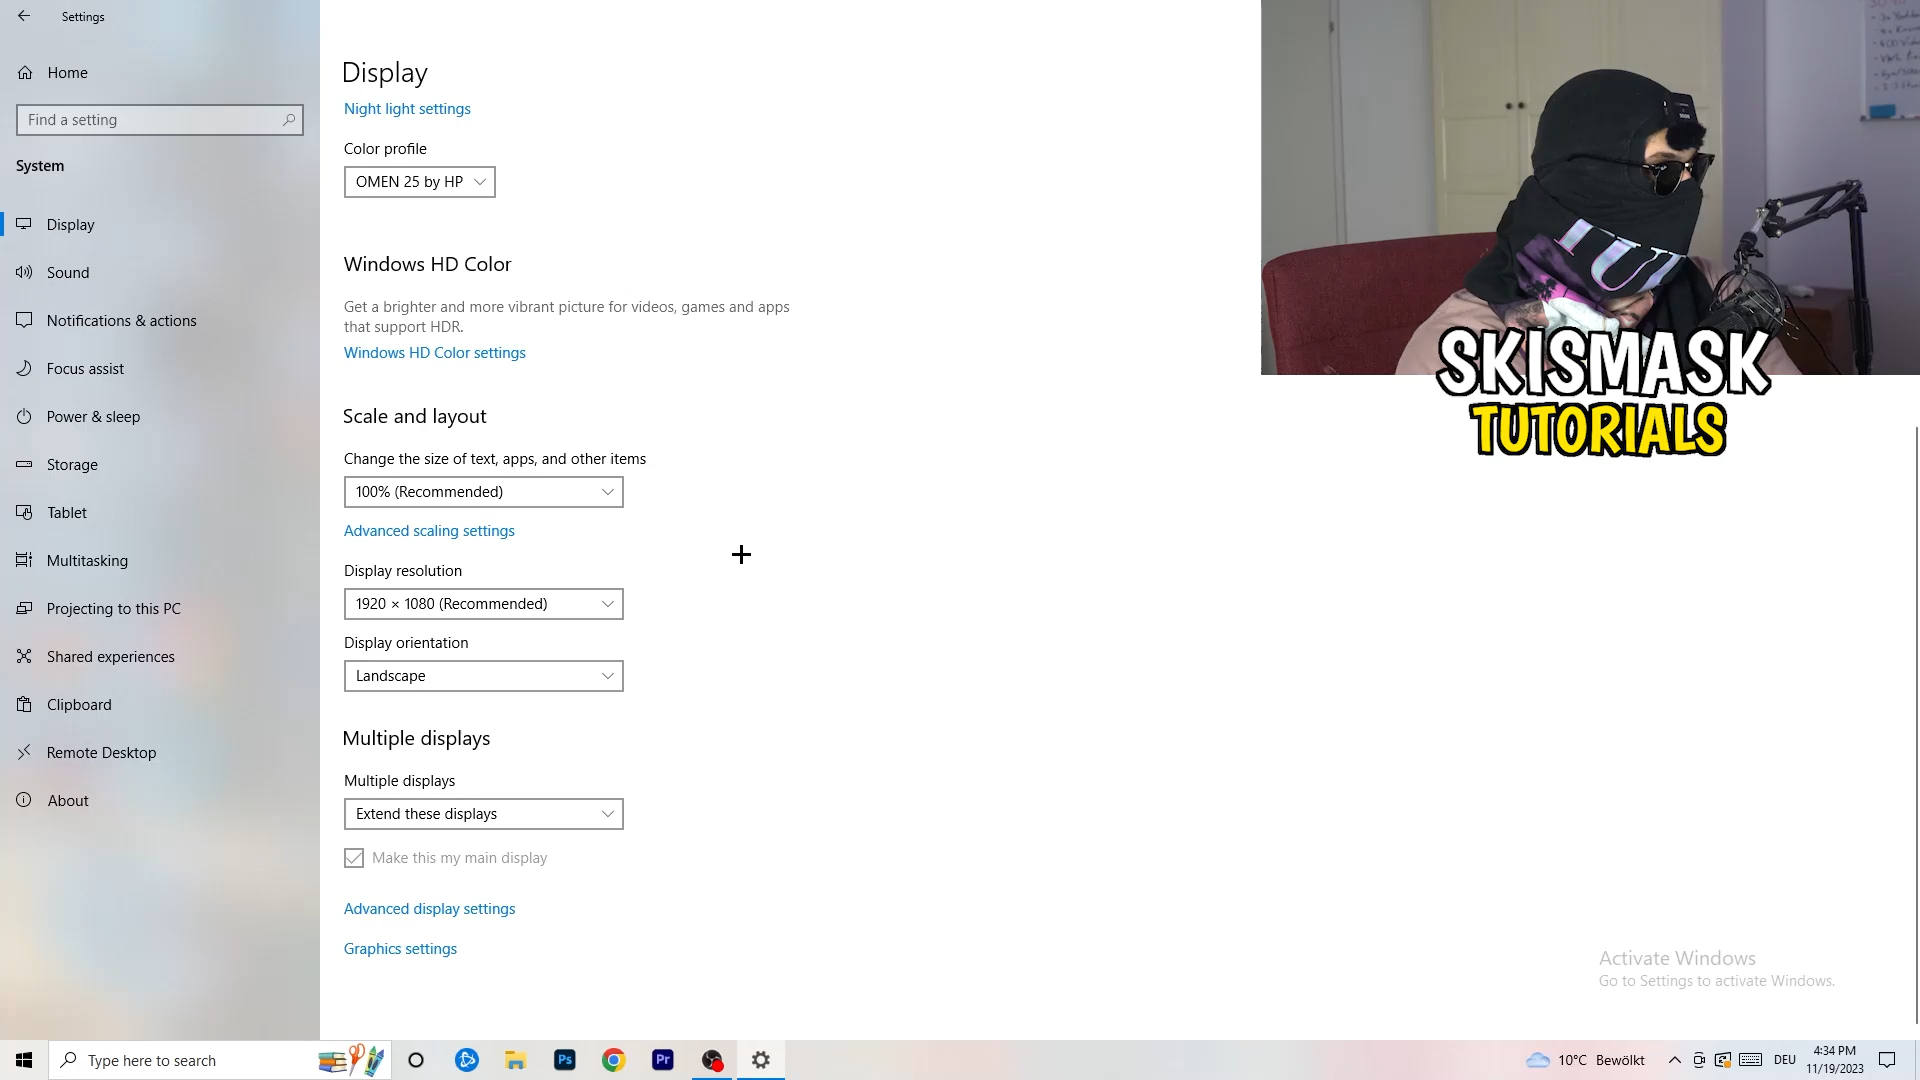 Settings
Home
Find a setting
System
Display
Sound
Notifications & actions
Focus assist
Power & sleep
Storage
Tablet
Multitasking
Projecting to this PC
Shared experiences
Clipboard
Remote Desktop
About
Display
Night light settings
Color profile
OMEN 25 by HP
Windows HD Color
Get a brighter and more vibrant picture for videos, games and apps
that support HDR.
Windows HD Color settings
Scale and layout
Change the size of text, apps, and other items
100% (Recommended)
Advanced scaling settings
Display resolution
1920 × 1080 (Recommended)
Display orientation
Landscape
Multiple displays
Multiple displays
Extend these displays
Make this my main display
Advanced display settings
Graphics settings
SKISMASK
TUTORIALS
Activate Windows
Go to Settings to activate Windows.
Type here to search
Ps
Pr
10°C Bewölkt
DEU
4:34 PM
11/19/2023